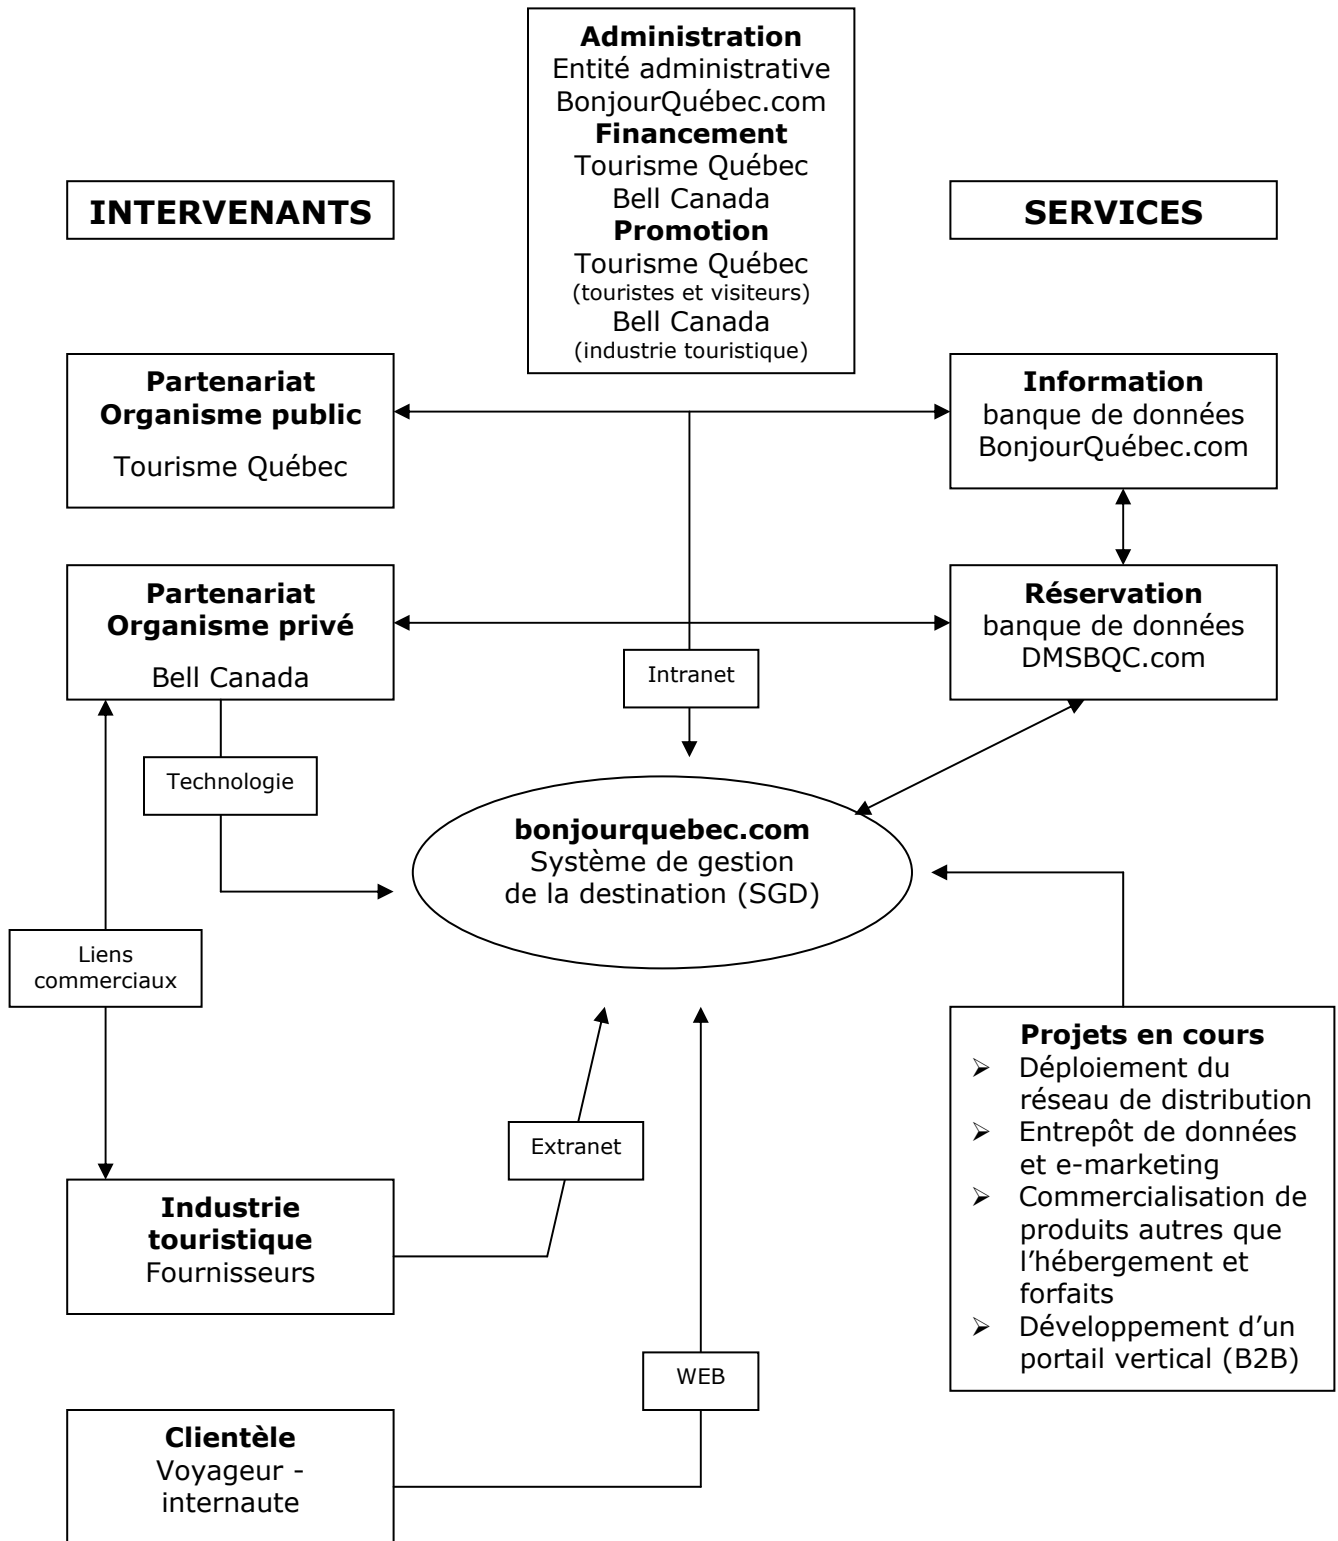 Administration
Entité administrative
BonjourQuébec.com
Financement
Tourisme Québec
Bell Canada
Promotion
Tourisme Québec
(touristes et visiteurs)
Bell Canada
(industrie touristique)
INTERVENANTS
SERVICES
Partenariat
Organisme public
Tourisme Québec
Information
banque de données
BonjourQuébec.com
Partenariat
Organisme privé
Bell Canada
Réservation
banque de données
DMSBQC.com
Intranet
Technologie
bonjourquebec.com
Système de gestion
de la destination (SGD)
Liens
commerciaux
Projets en cours
➢ Déploiement du
réseau de distribution
➢ Entrepôt de données
et e-marketing
➢ Commercialisation de
produits autres que
l’hébergement et
forfaits
➢ Développement d’un
portail vertical (B2B)
Extranet
Industrie
touristique
Fournisseurs
WEB
Clientèle
Voyageur -
internaute